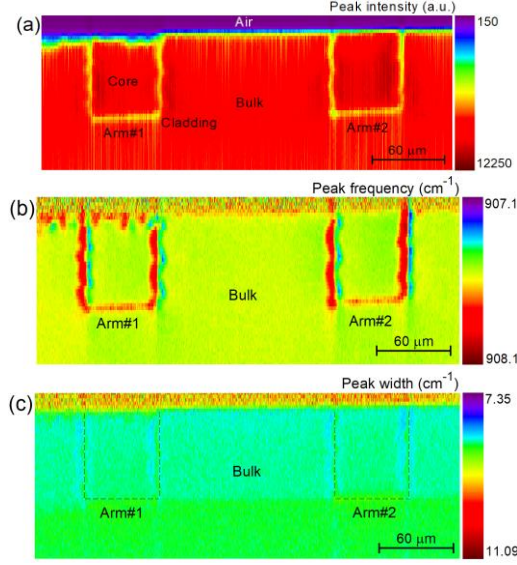 Peak intensity (a.u.)
(a)
Air
150
Core
Bulk
Arm#1
Cladding
Arm#2
60 μm
12250
Peak frequency (cm⁻¹)
(b)
907.1
Bulk
Arm#1
Arm#2
60 μm
908.1
Peak width (cm⁻¹)
(c)
7.35
Bulk
Arm#1
Arm#2
60 μm
11.09